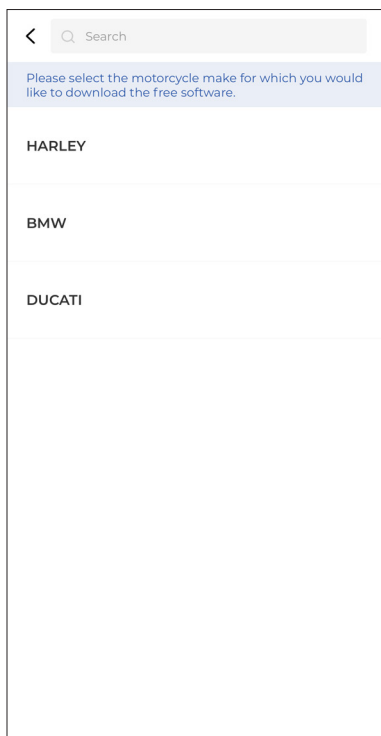 Search
Please select the motorcycle make for which you would
like to download the free software.
HARLEY
BMW
DUCATI